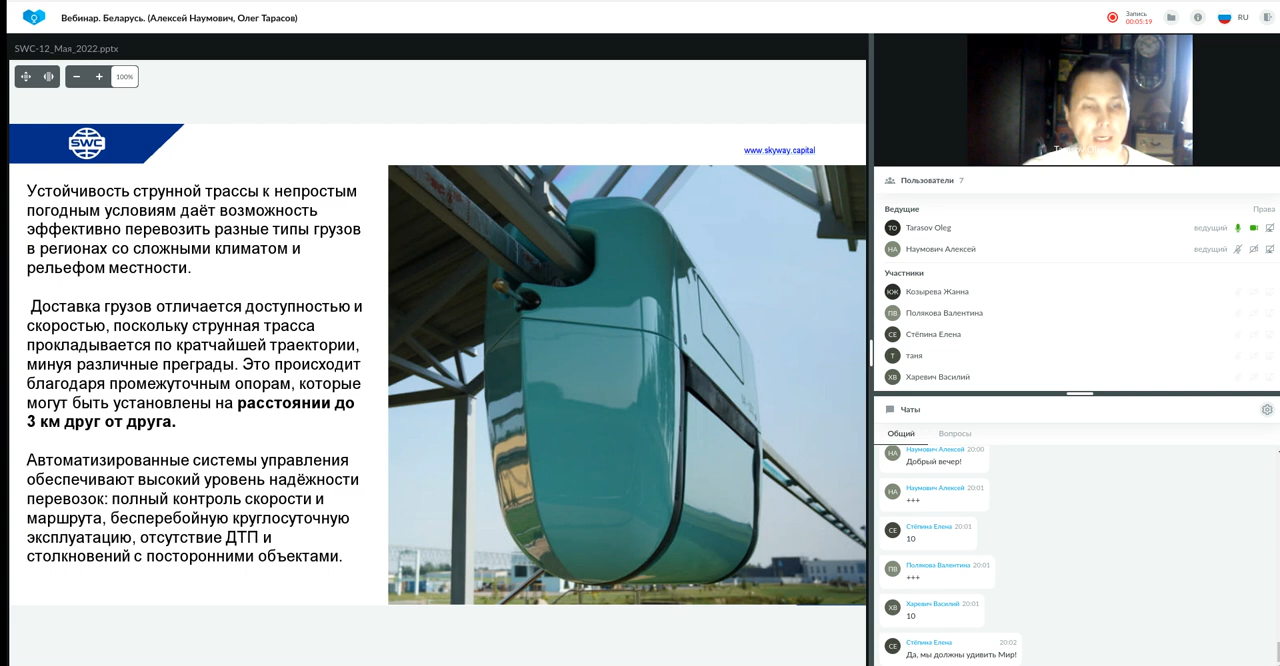 Вебинар. Беларусь. (Алексей Наумович, Олег Тарасов)
Запись
00:05:19
RU
SWC-12_Мая_2022.pptx
100%
SWC
www.skyway.capital
Устойчивость струнной трассы к непростым
погодным условиям даёт возможность
эффективно перевозить разные типы грузов
в регионах со сложными климатом и
рельефом местности.
Доставка грузов отличается доступностью и
скоростью, поскольку струнная трасса
прокладывается по кратчайшей траектории,
минуя различные преграды. Это происходит
благодаря промежуточным опорам, которые
могут быть установлены на расстоянии до
3 км друг от друга.
Автоматизированные системы управления
обеспечивают высокий уровень надёжности
перевозок: полный контроль скорости и
маршрута, бесперебойную круглосуточную
эксплуатацию, отсутствие ДТП и
столкновений с посторонними объектами.
Пользователи 7
Ведущие Права
TO Tarasov Oleg ведущий
НА Наумович Алексей ведущий
Участники
КЖ Козырева Жанна
ПВ Полякова Валентина
СЕ Стёпина Елена
Т таня
ХВ Харевич Василий
Чаты
Общий Вопросы
НА Наумович Алексей 20:00
Добрый вечер!
НА Наумович Алексей 20:01
+++
СЕ Стёпина Елена 20:01
10
ПВ Полякова Валентина 20:01
+++
ХВ Харевич Василий 20:01
10
СЕ Стёпина Елена 20:02
Да, мы должны удивить Мир!